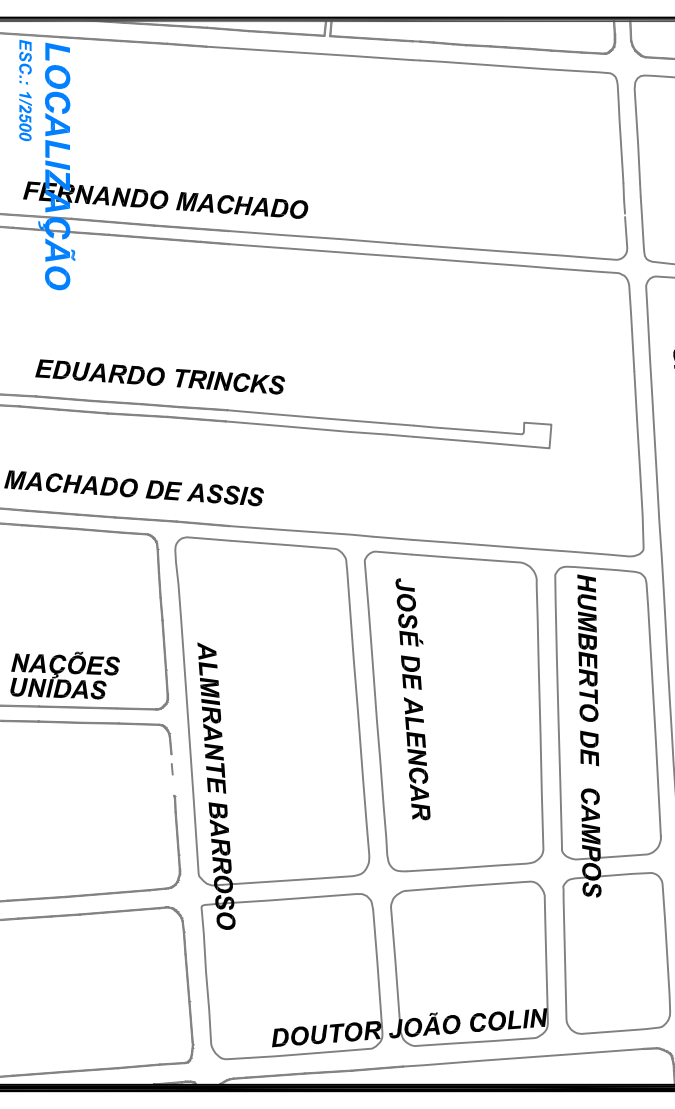 LOCALIZAÇÃO
ESC.: 1/2500
FERNANDO MACHADO
EDUARDO TRINCKS
MACHADO DE ASSIS
NAÇÕES
UNIDAS
ALMIRANTE BARROSO
JOSÉ DE ALENCAR
HUMBERTO DE CAMPOS
DOUTOR JOÃO COLIN